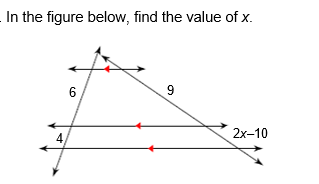 . In the figure below, find the value of x.
6
9
4
2x–10